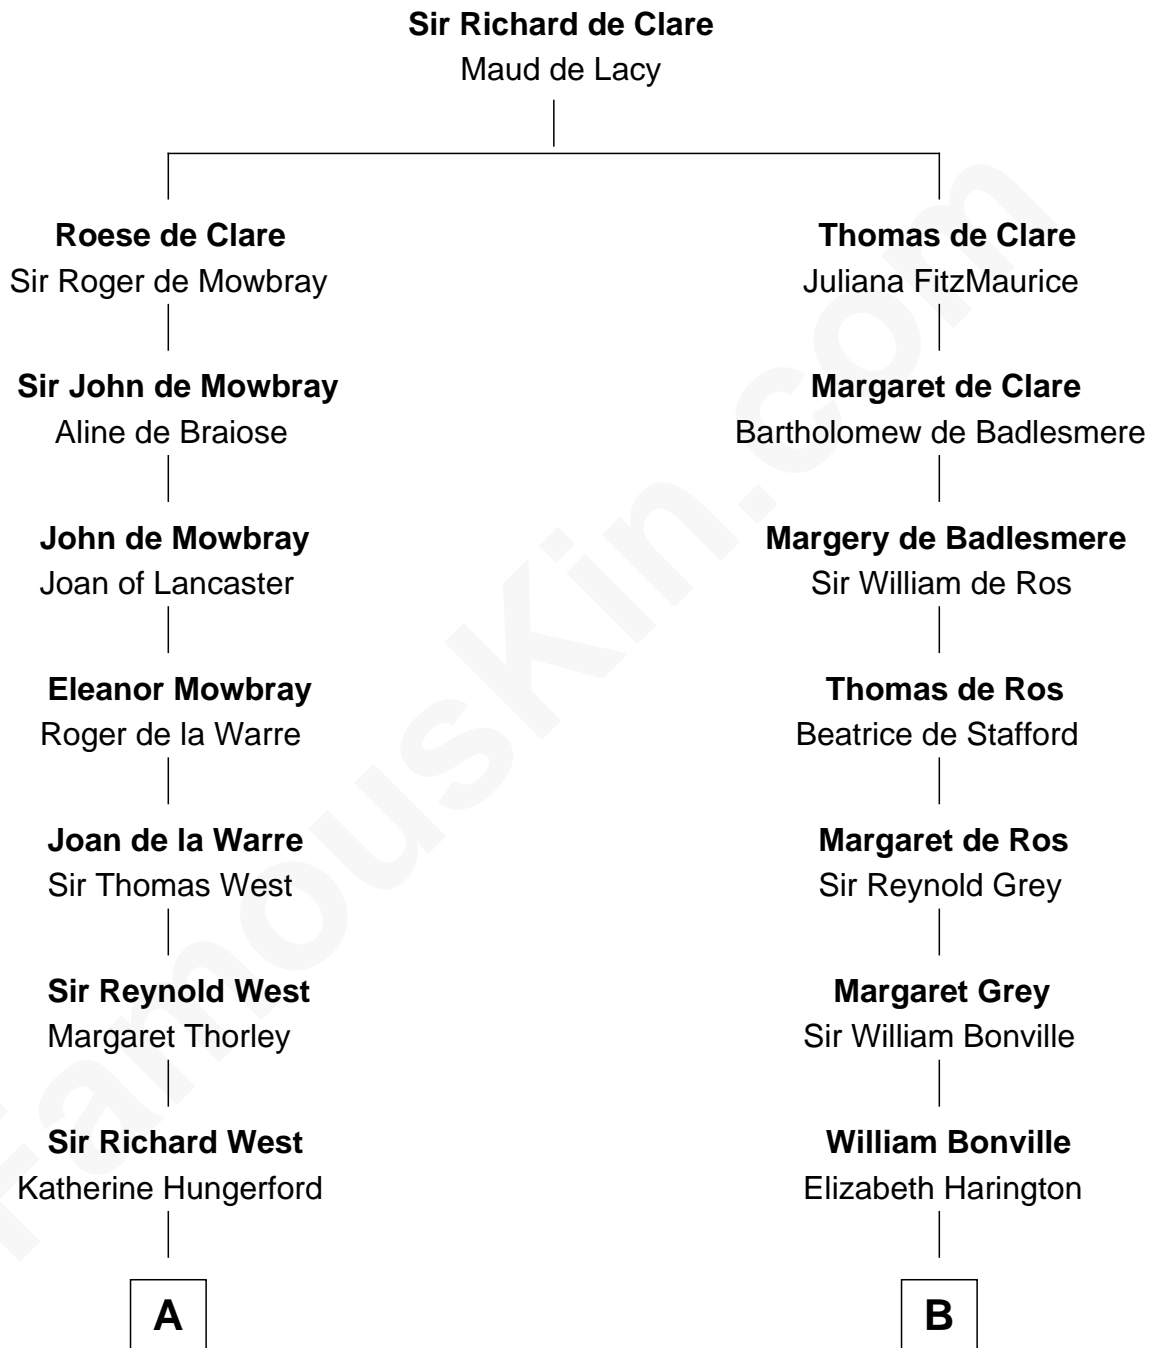 Sir Richard de Clare
Maud de Lacy
Roese de Clare
Sir Roger de Mowbray
Thomas de Clare
Juliana FitzMaurice
Sir John de Mowbray
Aline de Braiose
Margaret de Clare
Bartholomew de Badlesmere
John de Mowbray
Joan of Lancaster
Margery de Badlesmere
Sir William de Ros
Eleanor Mowbray
Roger de la Warre
Thomas de Ros
Beatrice de Stafford
Joan de la Warre
Sir Thomas West
Margaret de Ros
Sir Reynold Grey
Sir Reynold West
Margaret Thorley
Margaret Grey
Sir William Bonville
Sir Richard West
Katherine Hungerford
William Bonville
Elizabeth Harington
A
B
FamousKin.com